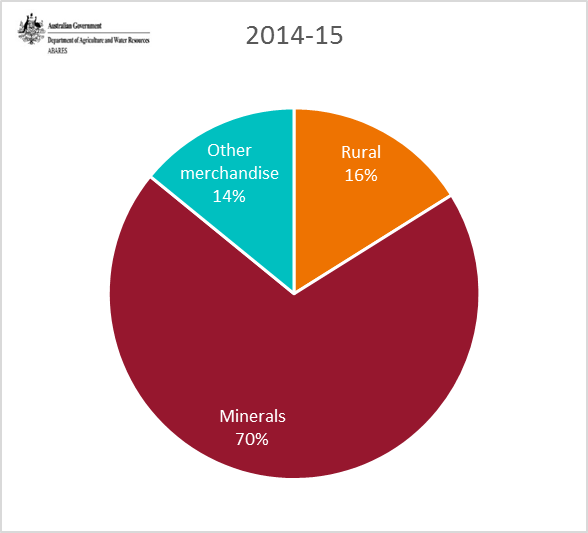 Australian Government
Department of Agriculture and Water Resources
ABARES
2014-15
Other
merchandise
14%
Rural
16%
Minerals
70%